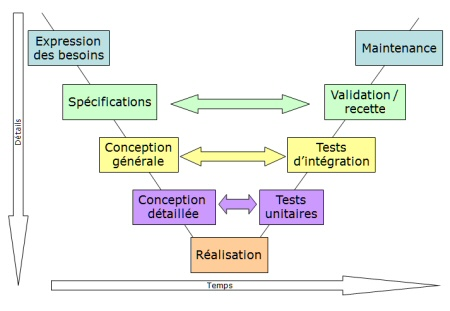 Expression
des besoins
Maintenance
Spécifications
Validation /
recette
Conception
générale
Tests
d'intégration
Conception
détaillée
Tests
unitaires
Réalisation
Détails
Temps